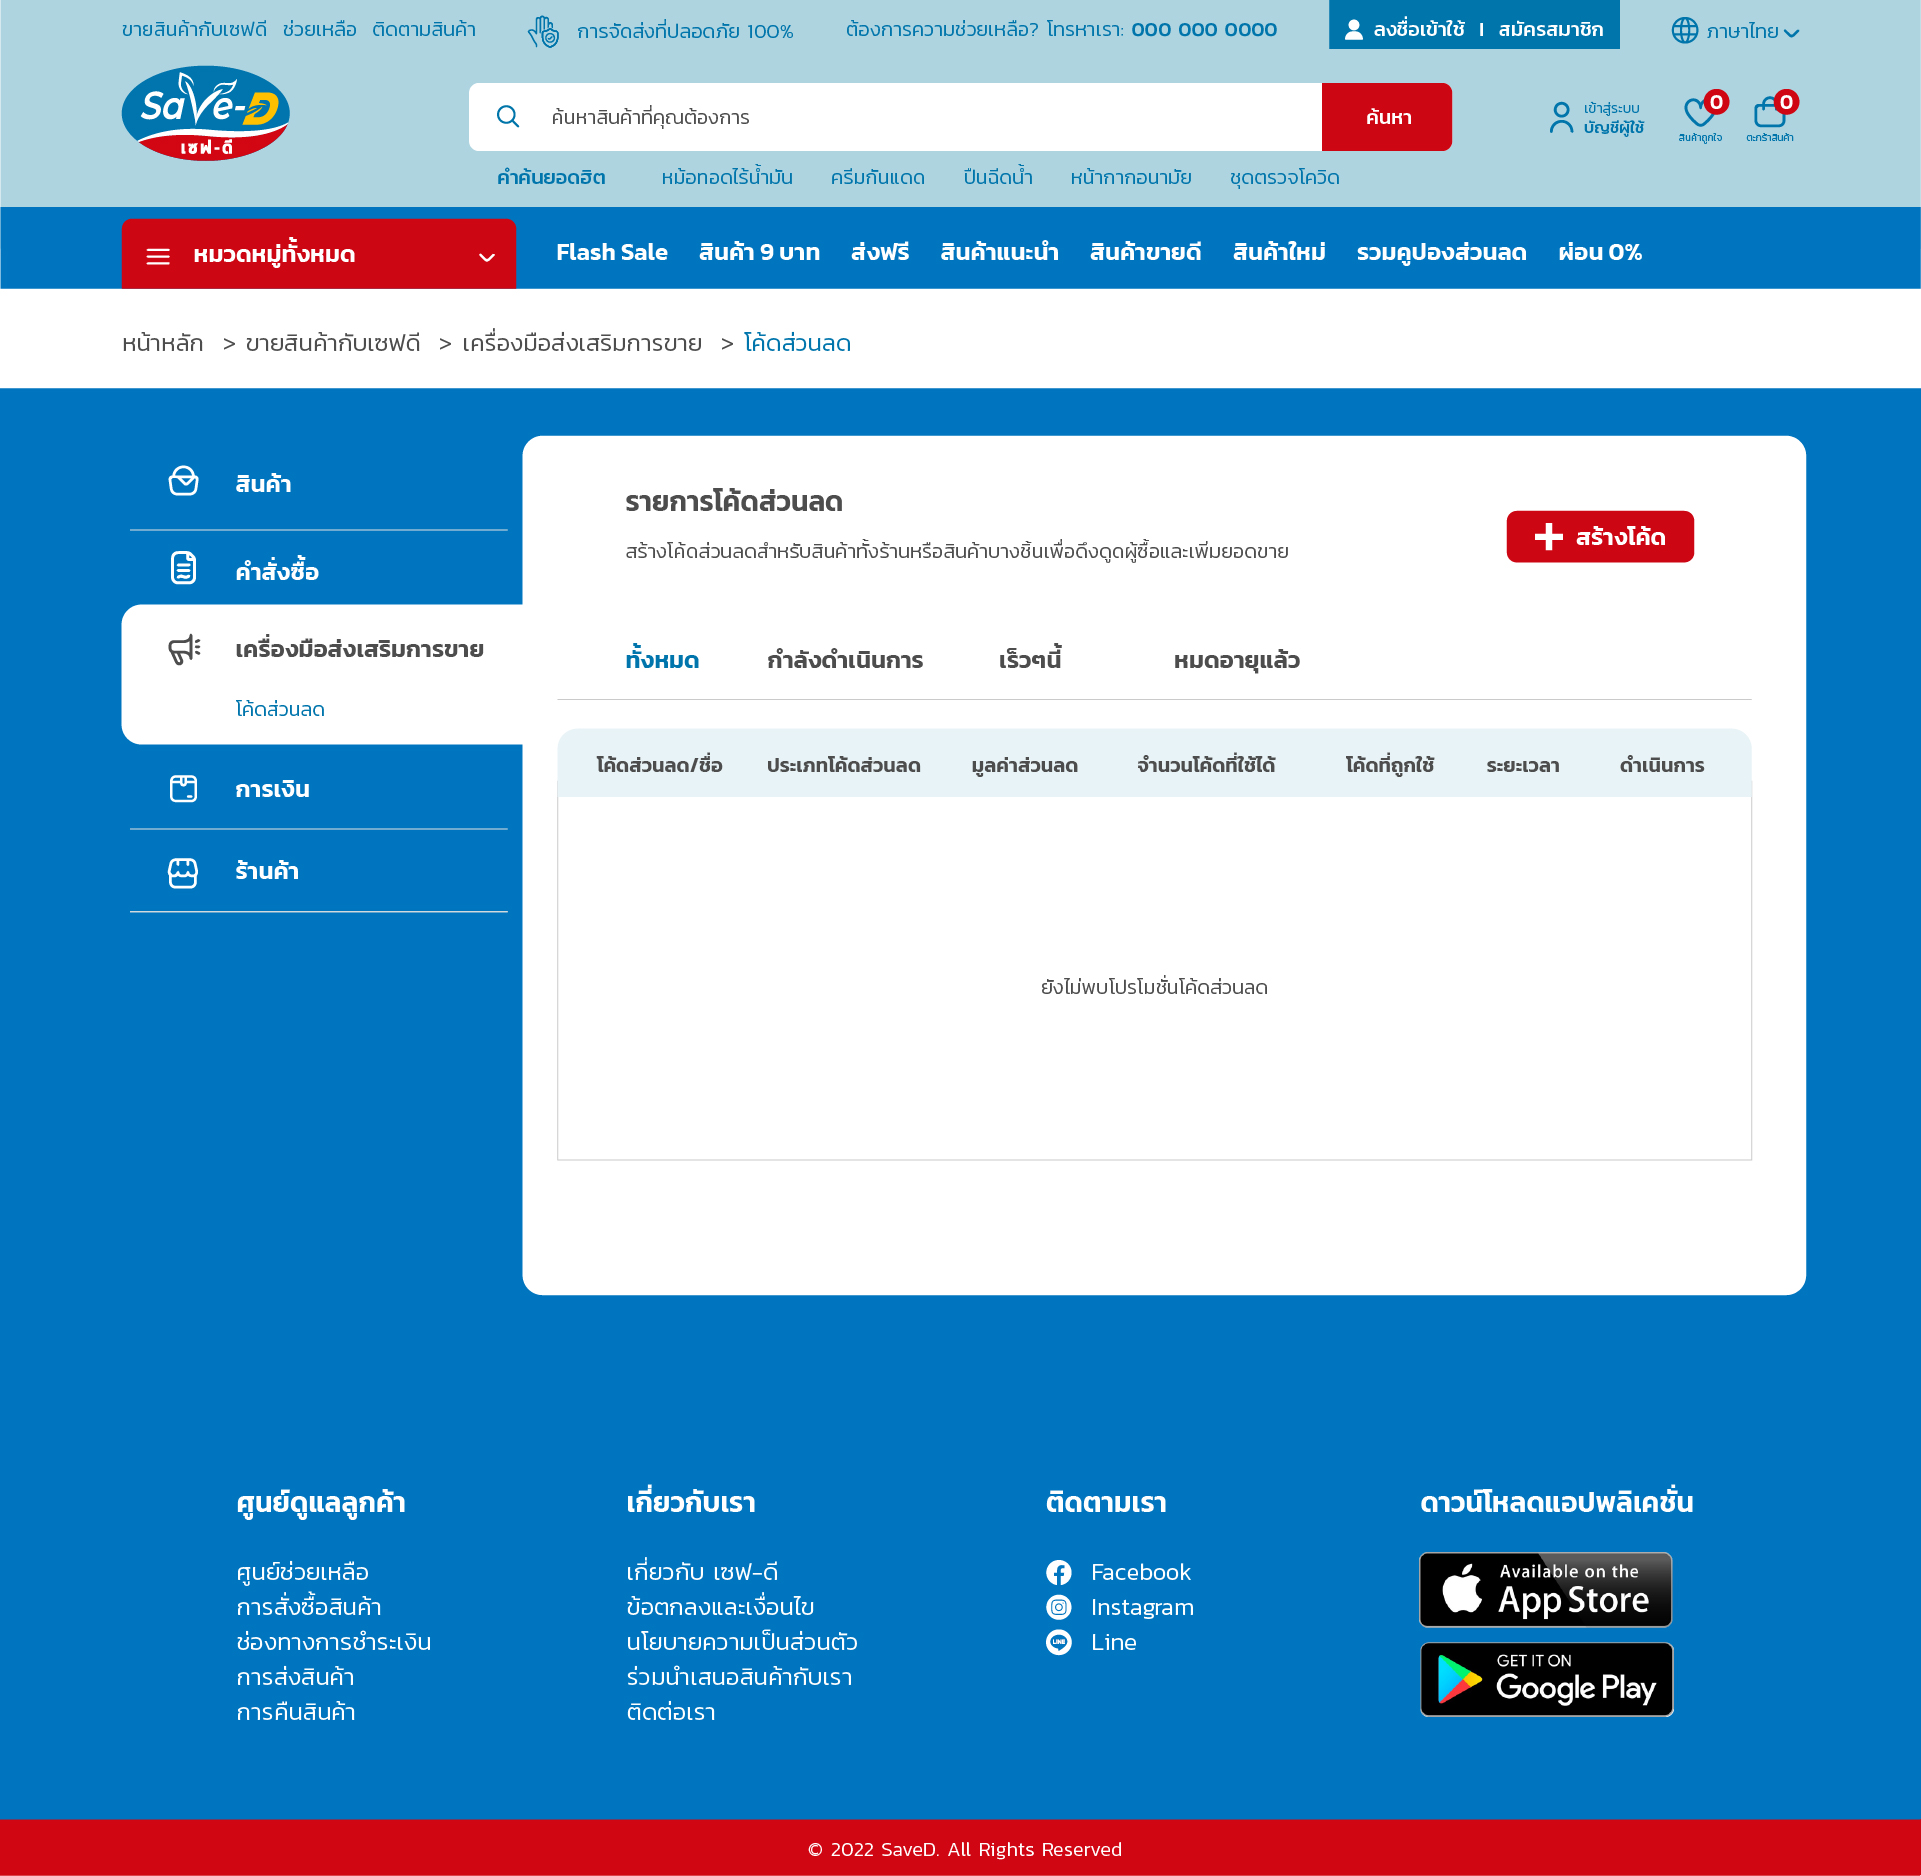 ขายสินค้ากับเซฟดี ช่วยเหลือ ติดตามสินค้า การจัดส่งที่ปลอดภัย 100% ต้องการความช่วยเหลือ? โทรหาเรา: 000 000 0000 ลงชื่อเข้าใช้ I สมัครสมาชิก ภาษาไทย
SaVe-D
เซฟ-ดี
ค้นหาสินค้าที่คุณต้องการ ค้นหา
เข้าสู่ระบบ
บัญชีผู้ใช้
0 0
สินค้าถูกใจ ตะกร้าสินค้า
คำค้นยอดฮิต หม้อทอดไร้น้ำมัน ครีมกันแดด ปืนฉีดน้ำ หน้ากากอนามัย ชุดตรวจโควิด
หมวดหมู่ทั้งหมด Flash Sale สินค้า 9 บาท ส่งฟรี สินค้าแนะนำ สินค้าขายดี สินค้าใหม่ รวมคูปองส่วนลด ผ่อน 0%
หน้าหลัก > ขายสินค้ากับเซฟดี > เครื่องมือส่งเสริมการขาย > โค้ดส่วนลด
สินค้า
คำสั่งซื้อ
เครื่องมือส่งเสริมการขาย
โค้ดส่วนลด
การเงิน
ร้านค้า
รายการโค้ดส่วนลด
สร้างโค้ดส่วนลดสำหรับสินค้าทั้งร้านหรือสินค้าบางชิ้นเพื่อดึงดูดผู้ซื้อและเพิ่มยอดขาย
สร้างโค้ด
ทั้งหมด กำลังดำเนินการ เร็วๆนี้ หมดอายุแล้ว
โค้ดส่วนลด/ชื่อ ประเภทโค้ดส่วนลด มูลค่าส่วนลด จำนวนโค้ดที่ใช้ได้ โค้ดที่ถูกใช้ ระยะเวลา ดำเนินการ
ยังไม่พบโปรโมชั่นโค้ดส่วนลด
ศูนย์ดูแลลูกค้า
ศูนย์ช่วยเหลือ
การสั่งซื้อสินค้า
ช่องทางการชำระเงิน
การส่งสินค้า
การคืนสินค้า
เกี่ยวกับเรา
เกี่ยวกับ เซฟ-ดี
ข้อตกลงและเงื่อนไข
นโยบายความเป็นส่วนตัว
ร่วมนำเสนอสินค้ากับเรา
ติดต่อเรา
ติดตามเรา
Facebook
Instagram
LINE Line
ดาวน์โหลดแอปพลิเคชั่น
Available on the
App Store
GET IT ON
Google Play
© 2022 SaveD. All Rights Reserved